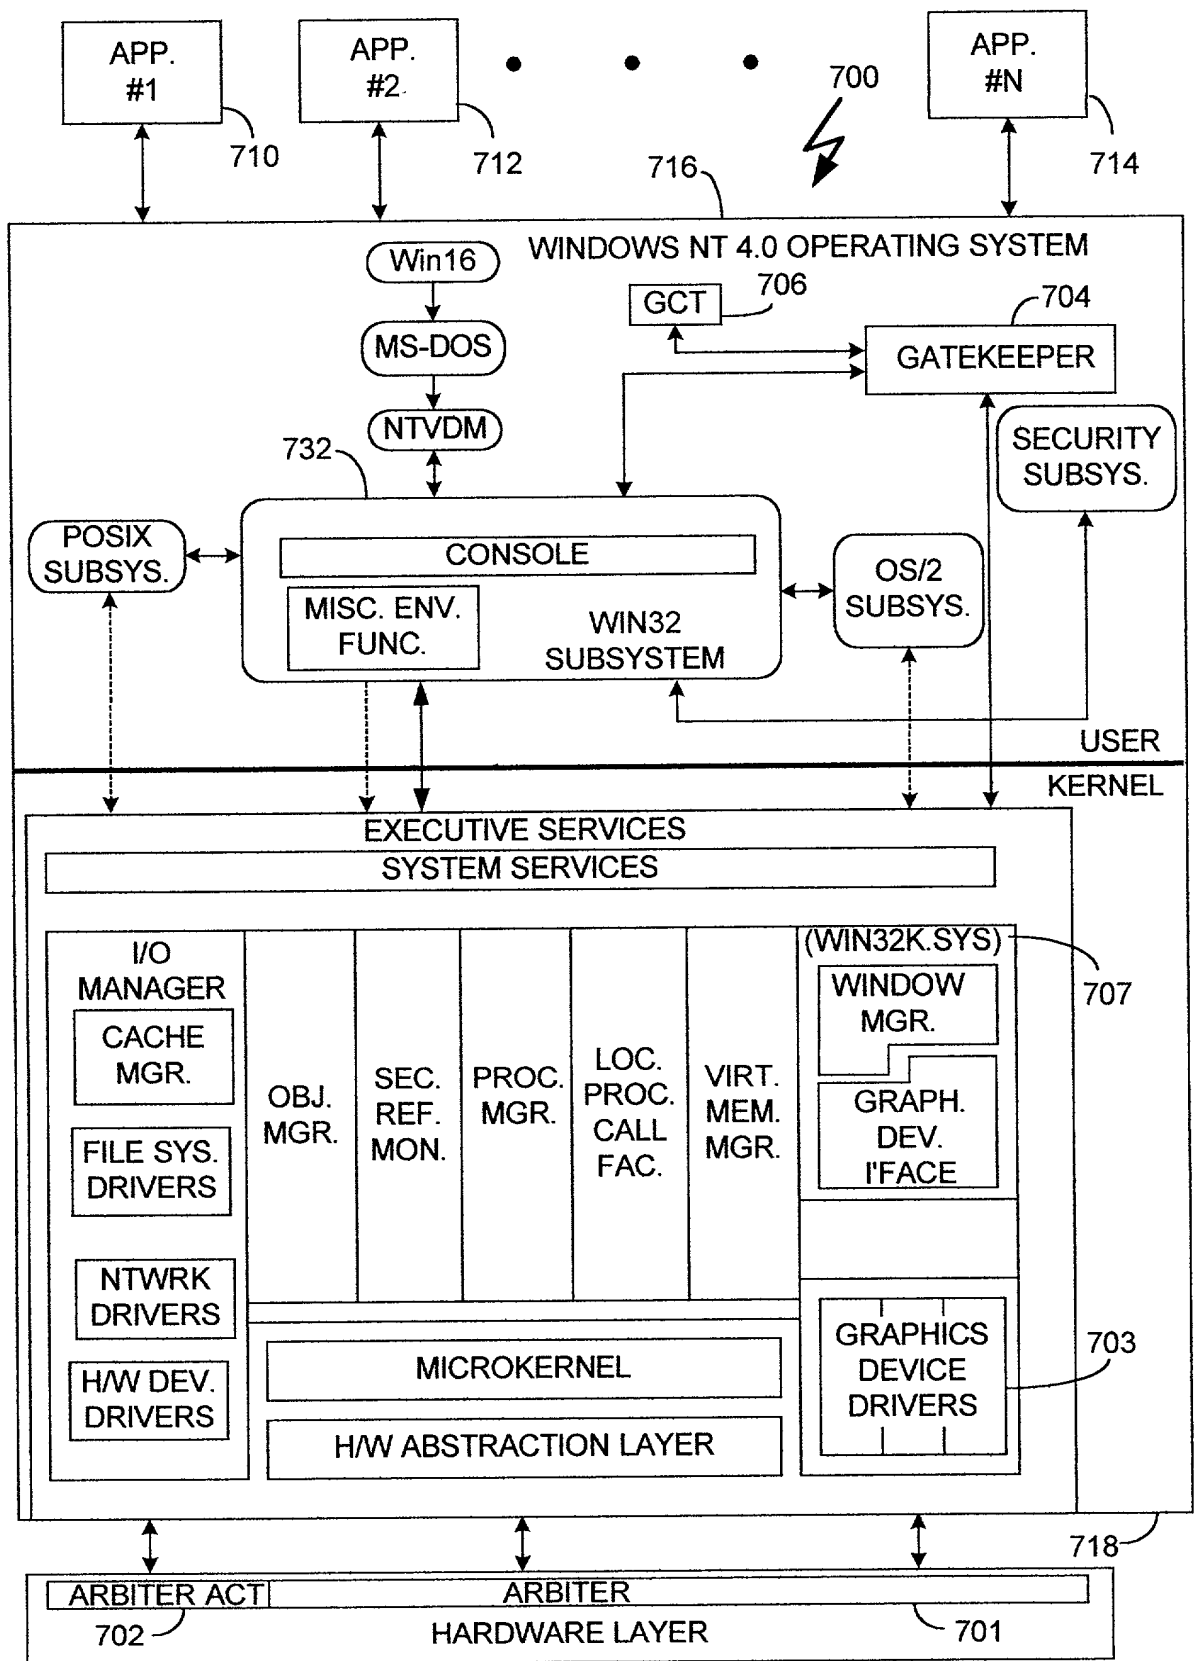 APP.
#1
APP.
#2
APP.
#N
700
710
712
716
714
WINDOWS NT 4.0 OPERATING SYSTEM
Win16
GCT
706
704
MS-DOS
GATEKEEPER
NTVDM
732
SECURITY
SUBSYS.
POSIX
SUBSYS.
CONSOLE
MISC. ENV.
FUNC.
WIN32
SUBSYSTEM
OS/2
SUBSYS.
USER
KERNEL
EXECUTIVE SERVICES
SYSTEM SERVICES
I/O
MANAGER
CACHE
MGR.
FILE SYS.
DRIVERS
NTWRK
DRIVERS
H/W DEV.
DRIVERS
OBJ.
MGR.
SEC.
REF.
MON.
PROC.
MGR.
LOC.
PROC.
CALL
FAC.
VIRT.
MEM.
MGR.
(WIN32K.SYS)
707
WINDOW
MGR.
GRAPH.
DEV.
I'FACE
GRAPHICS
DEVICE
DRIVERS
703
MICROKERNEL
H/W ABSTRACTION LAYER
718
ARBITER ACT
ARBITER
702
701
HARDWARE LAYER